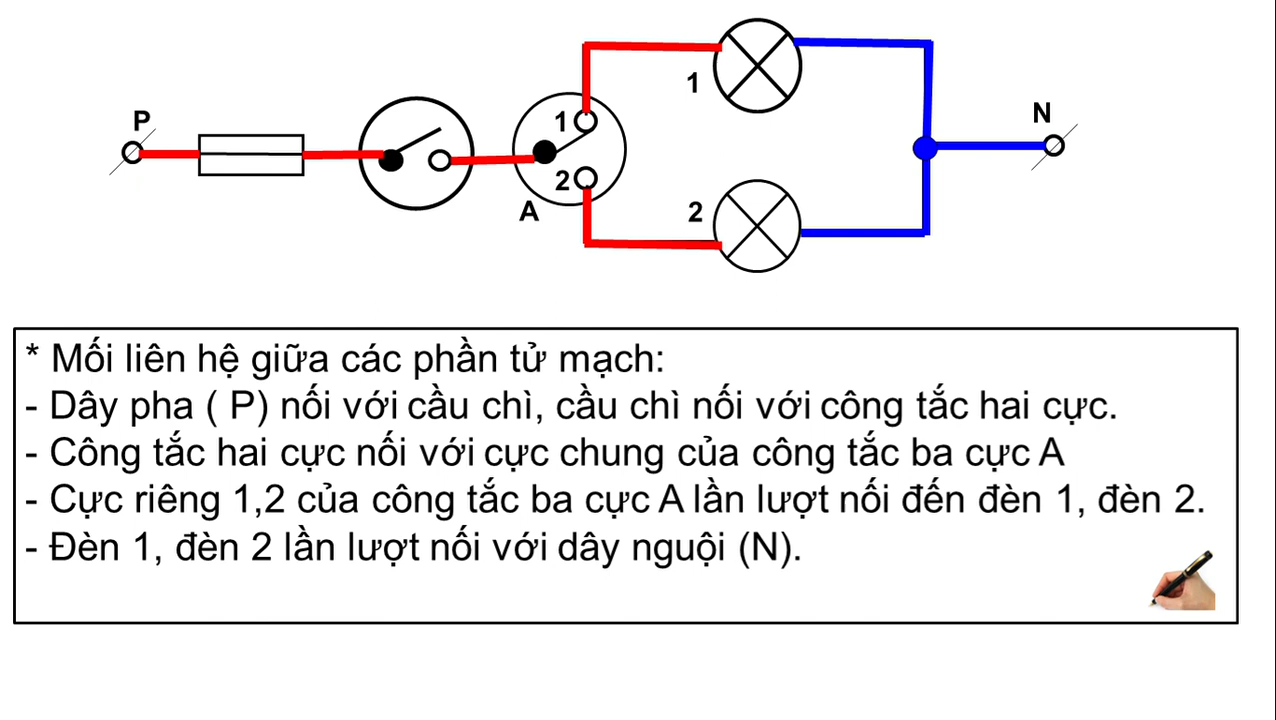 P
N
1
1
2
A
2
* Mối liên hệ giữa các phần tử mạch:
- Dây pha ( P) nối với cầu chì, cầu chì nối với công tắc hai cực.
- Công tắc hai cực nối với cực chung của công tắc ba cực A
- Cực riêng 1,2 của công tắc ba cực A lần lượt nối đến đèn 1, đèn 2.
- Đèn 1, đèn 2 lần lượt nối với dây nguội (N).